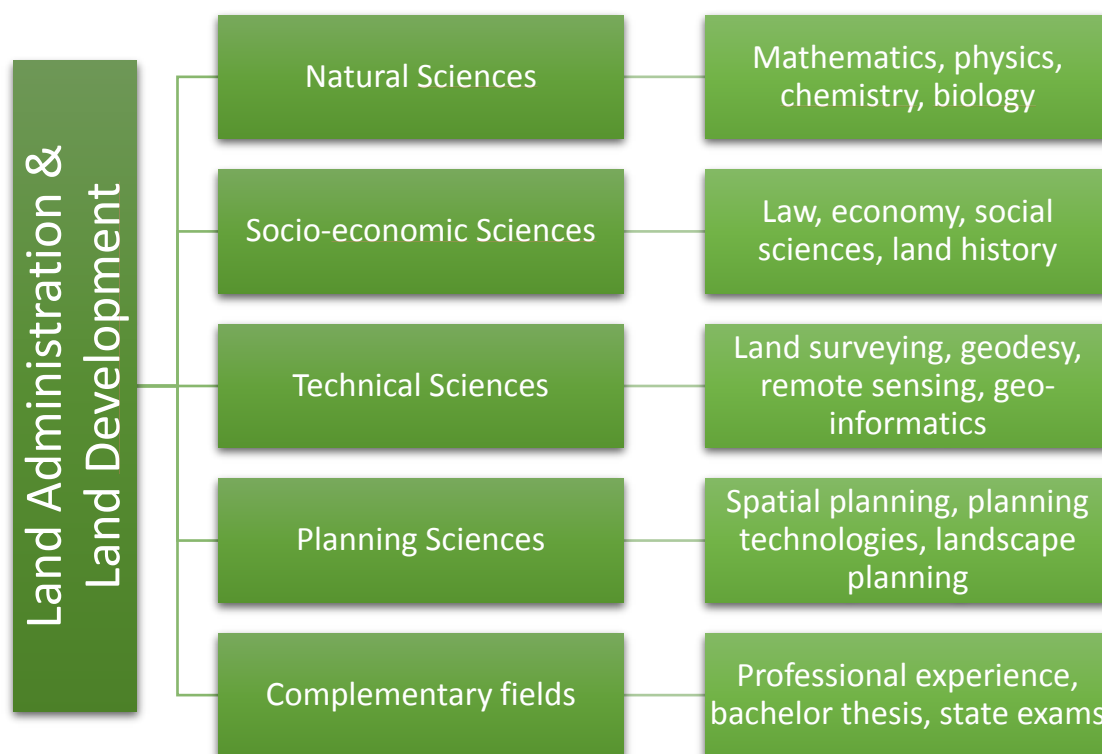 Land Administration &
Land Development
Natural Sciences
Mathematics, physics,
chemistry, biology
Socio-economic Sciences
Law, economy, social
sciences, land history
Technical Sciences
Land surveying, geodesy,
remote sensing, geo-
informatics
Planning Sciences
Spatial planning, planning
technologies, landscape
planning
Complementary fields
Professional experience,
bachelor thesis, state exams